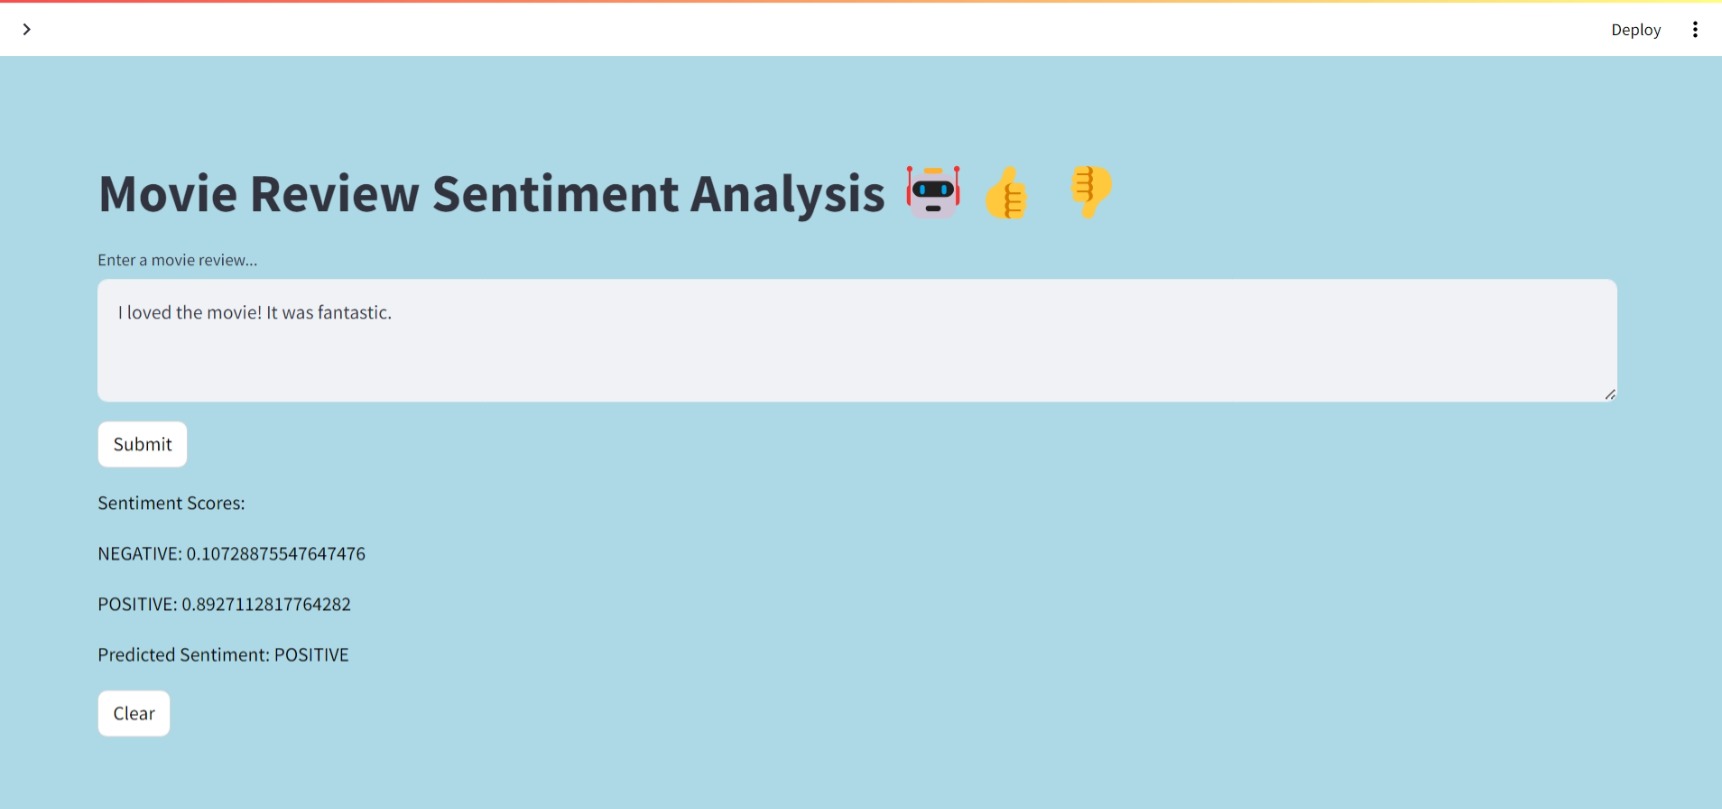 Deploy
Movie Review Sentiment Analysis
Enter a movie review...
I loved the movie! It was fantastic.
Submit
Sentiment Scores:
NEGATIVE: 0.10728875547647476
POSITIVE: 0.8927112817764282
Predicted Sentiment: POSITIVE
Clear